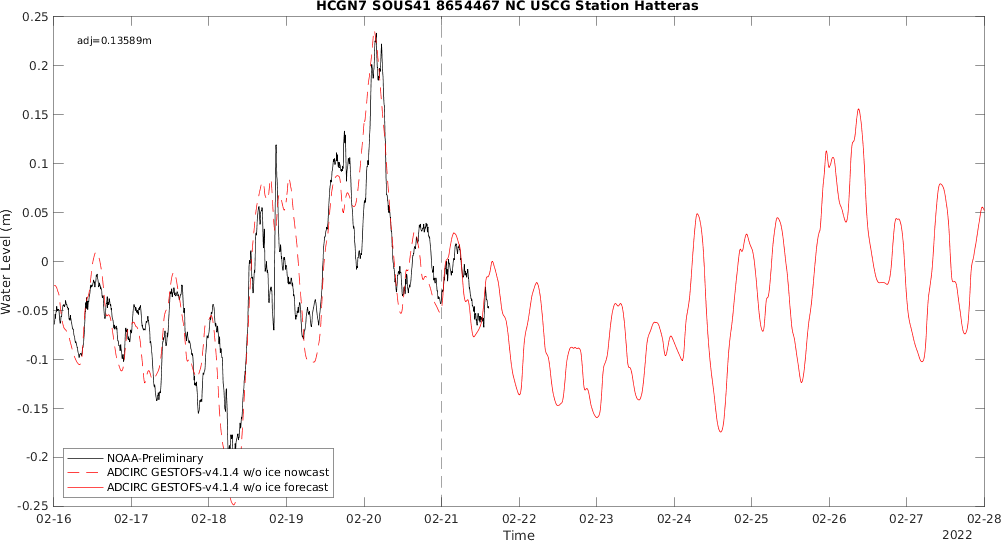 HCGN7 SOUS41 8654467 NC USCG Station Hatteras
adj=0.13589m
0.25
0.2
0.15
0.1
0.05
0
-0.05
-0.1
-0.15
-0.2
-0.25
Water Level (m)
NOAA-Preliminary
ADCIRC GESTOFS-v4.1.4 w/o ice nowcast
ADCIRC GESTOFS-v4.1.4 w/o ice forecast
02-16 02-17 02-18 02-19 02-20 02-21 02-22 02-23 02-24 02-25 02-26 02-27 02-28
Time
2022